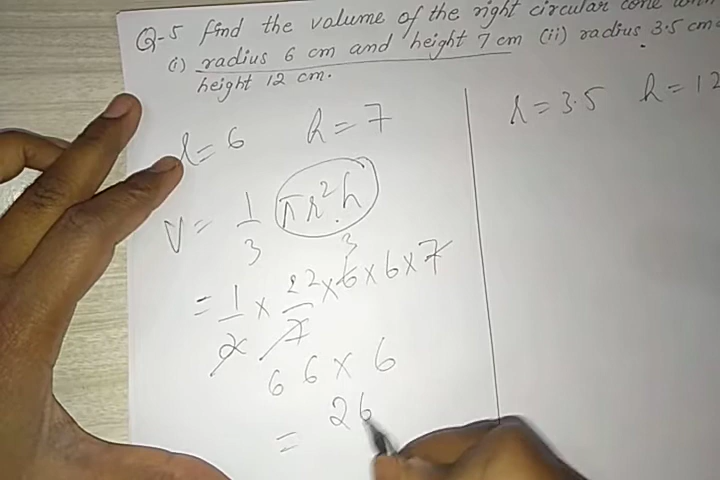 Q-5 find the volume of the right circular cone with
(i) radius 6 cm and height 7 cm (ii) radius 3.5 cm
height 12 cm.
r = 6 h = 7
r = 3.5 h = 12
V = 1/3 πr²h
3
= 1/2 × 22/7 × 6 × 6 × 7
66 × 6
= 26